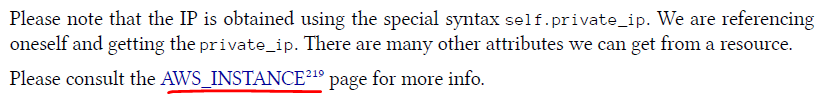 Please note that the IP is obtained using the special syntax self.private_ip. We are referencing
oneself and getting the private_ip. There are many other attributes we can get from a resource.
Please consult the AWS_INSTANCE²¹⁹ page for more info.